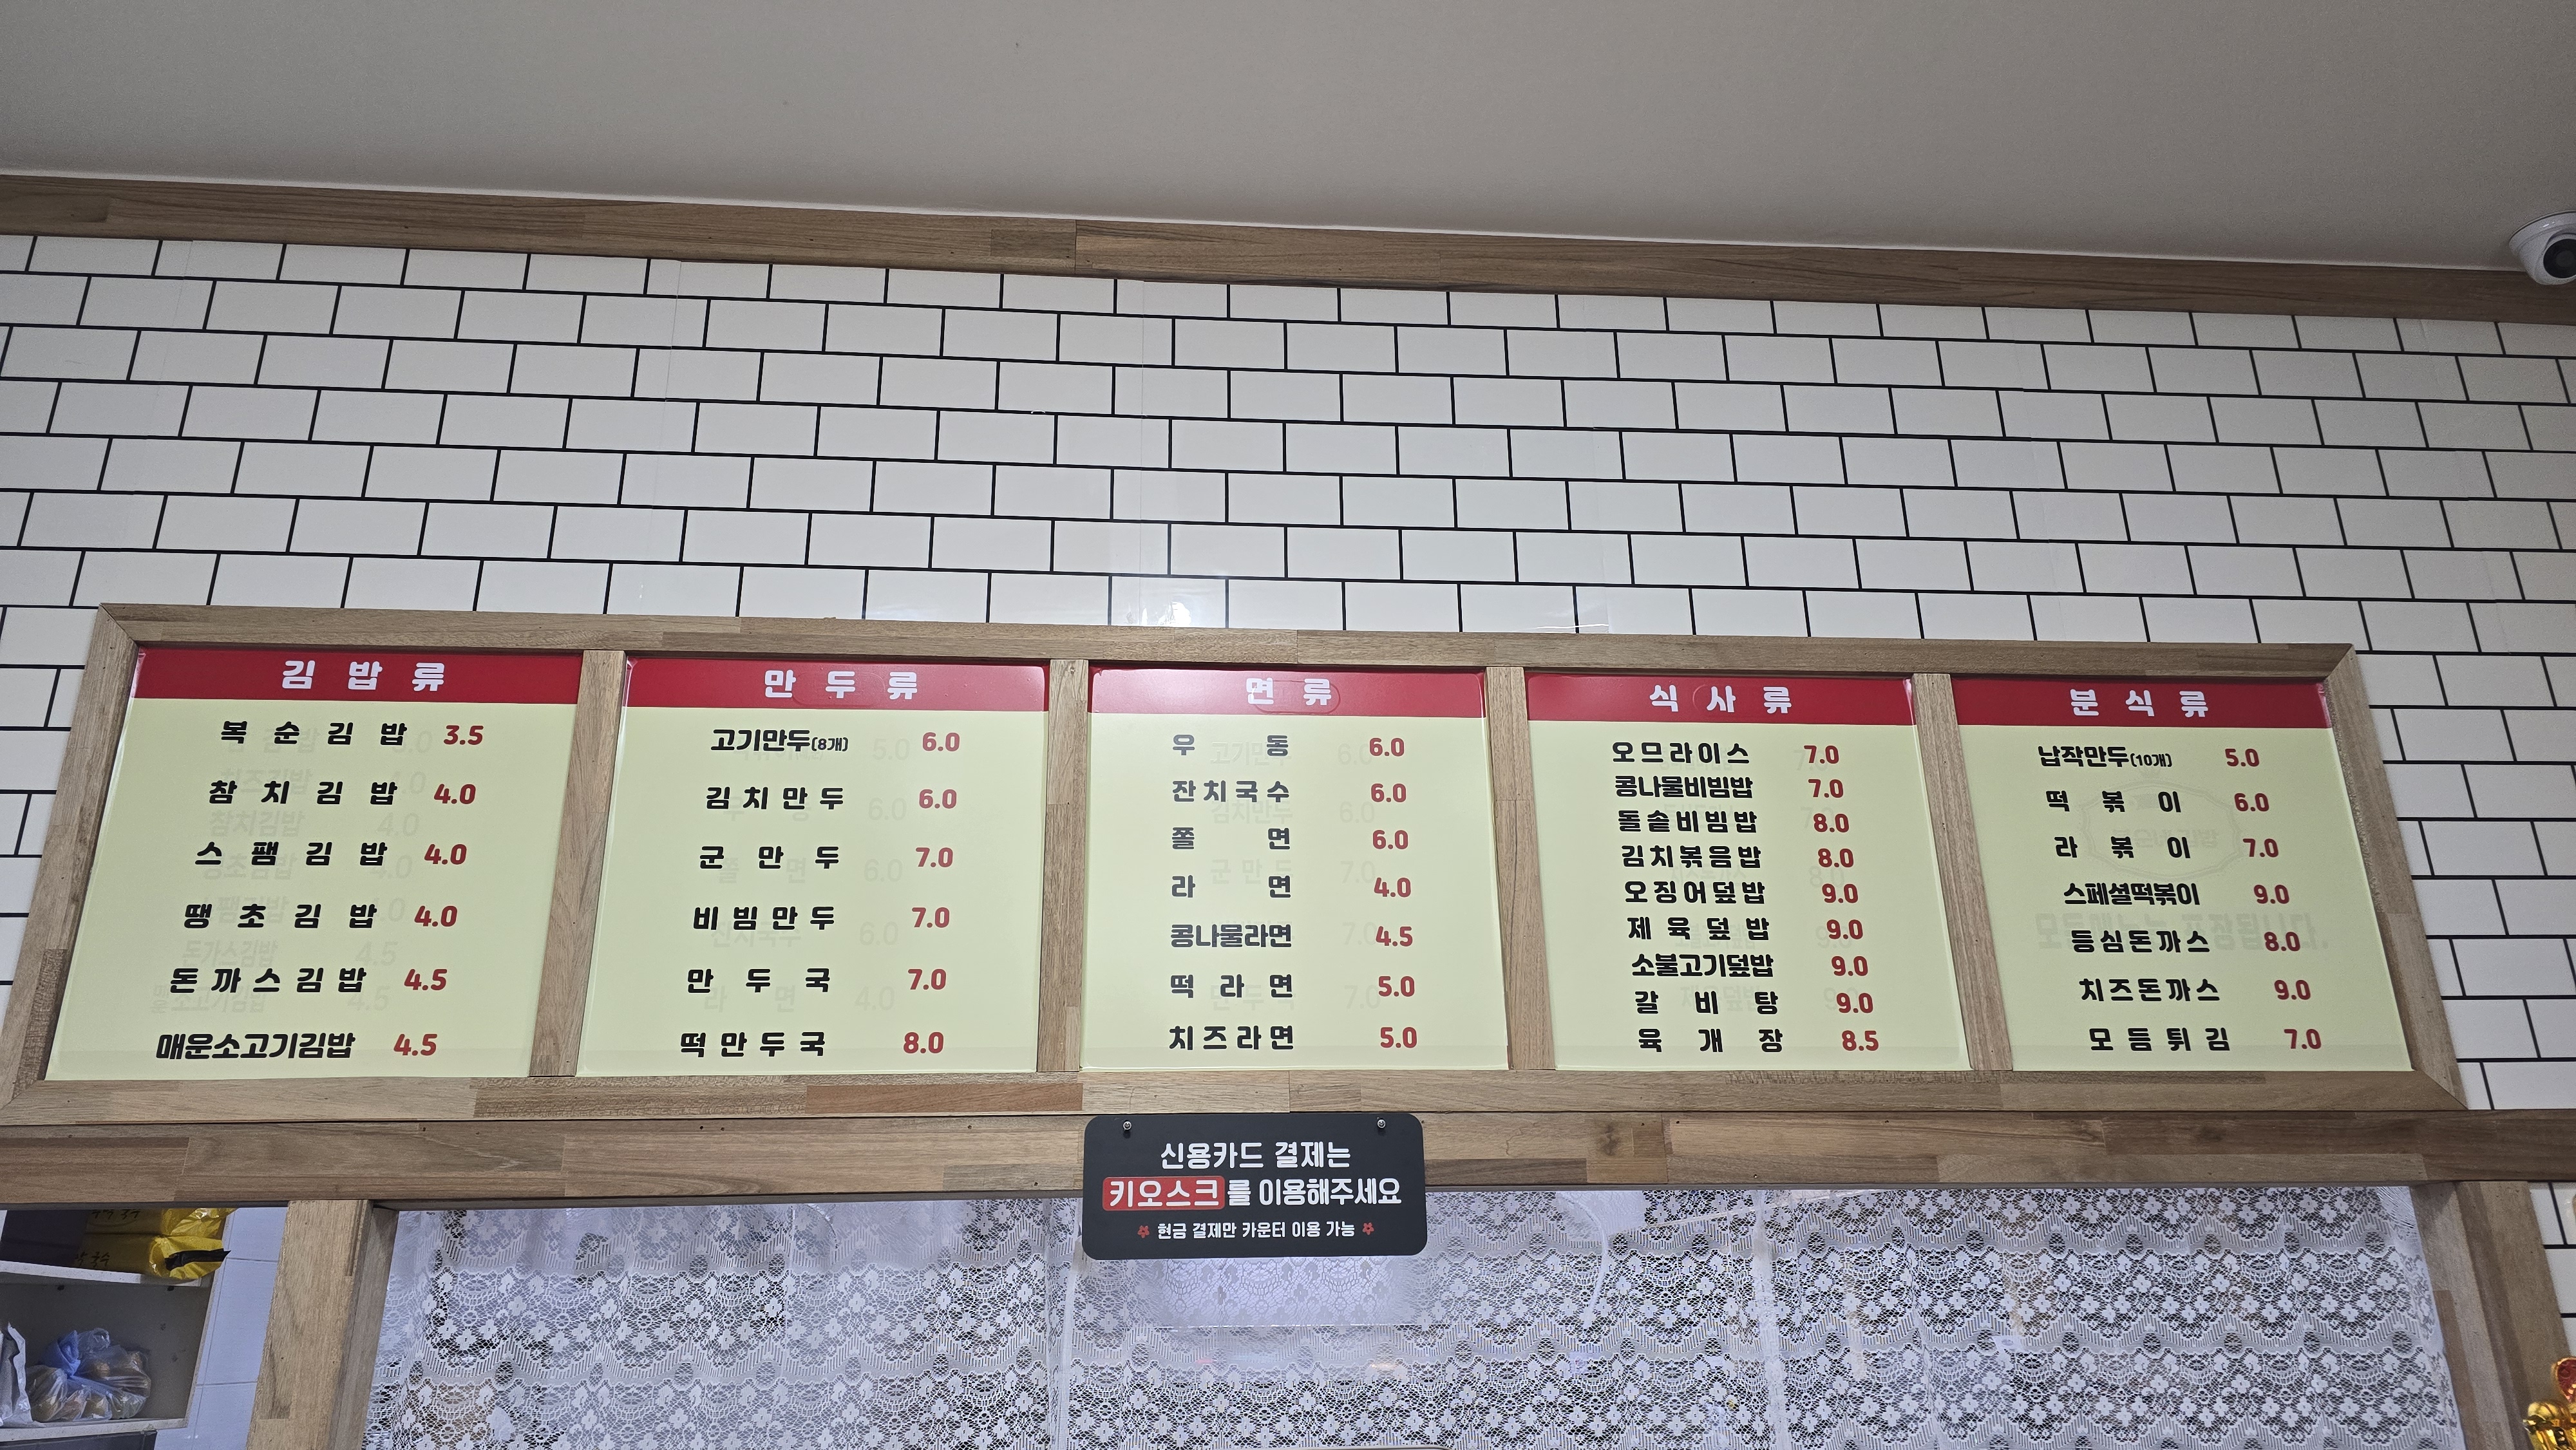 김밥류
복순김밥 3.5
참치김밥 4.0
스팸김밥 4.0
땡초김밥 4.0
돈까스김밥 4.5
매운소고기김밥 4.5
만두류
고기만두(8개) 6.0
김치만두 6.0
군만두 7.0
비빔만두 7.0
만두국 7.0
떡만두국 8.0
면류
우동 6.0
잔치국수 6.0
쫄면 6.0
라면 4.0
콩나물라면 4.5
떡라면 5.0
치즈라면 5.0
식사류
오므라이스 7.0
콩나물비빔밥 7.0
돌솥비빔밥 8.0
김치볶음밥 8.0
오징어덮밥 9.0
제육덮밥 9.0
소불고기덮밥 9.0
갈비탕 9.0
육개장 8.5
분식류
납작만두(10개) 5.0
떡볶이 6.0
라볶이 7.0
스페셜떡볶이 9.0
등심돈까스 8.0
치즈돈까스 9.0
모듬튀김 7.0
신용카드 결제는
키오스크를 이용해주세요
현금 결제만 카운터 이용 가능